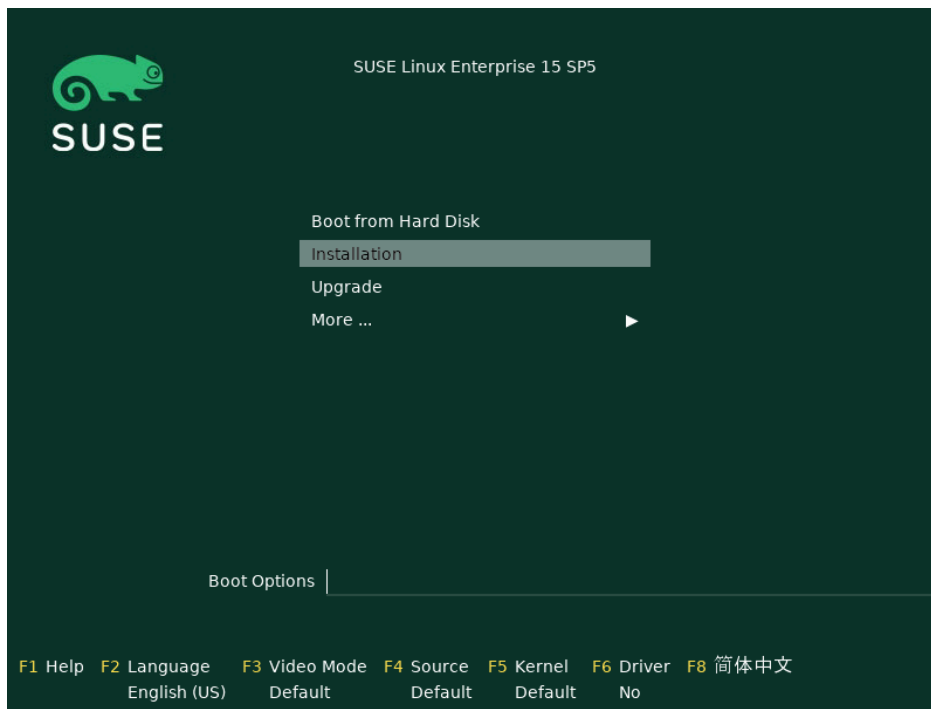 SUSE
SUSE Linux Enterprise 15 SP5
Boot from Hard Disk
Installation
Upgrade
More ...
Boot Options
F1 Help F2 Language F3 Video Mode F4 Source F5 Kernel F6 Driver F8 简体中文
English (US) Default Default Default No